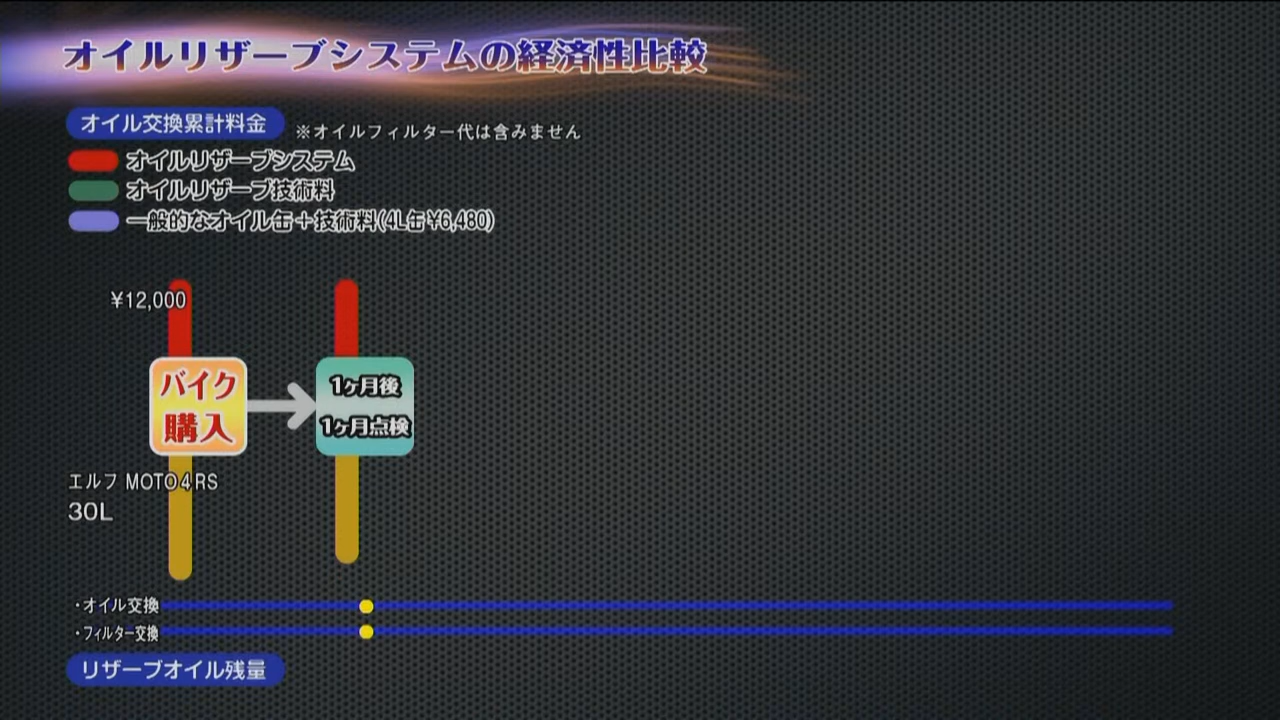 オイルリザーブシステムの経済性比較
オイル交換累計料金
※オイルフィルター代は含みません
オイルリザーブシステム
オイルリザーブ技術料
一般的なオイル缶＋技術料(4L缶¥6,480)
¥12,000
バイク
購入
1ヶ月後
1ヶ月点検
エルフ MOTO4RS
30L
・オイル交換
・フィルター交換
リザーブオイル残量